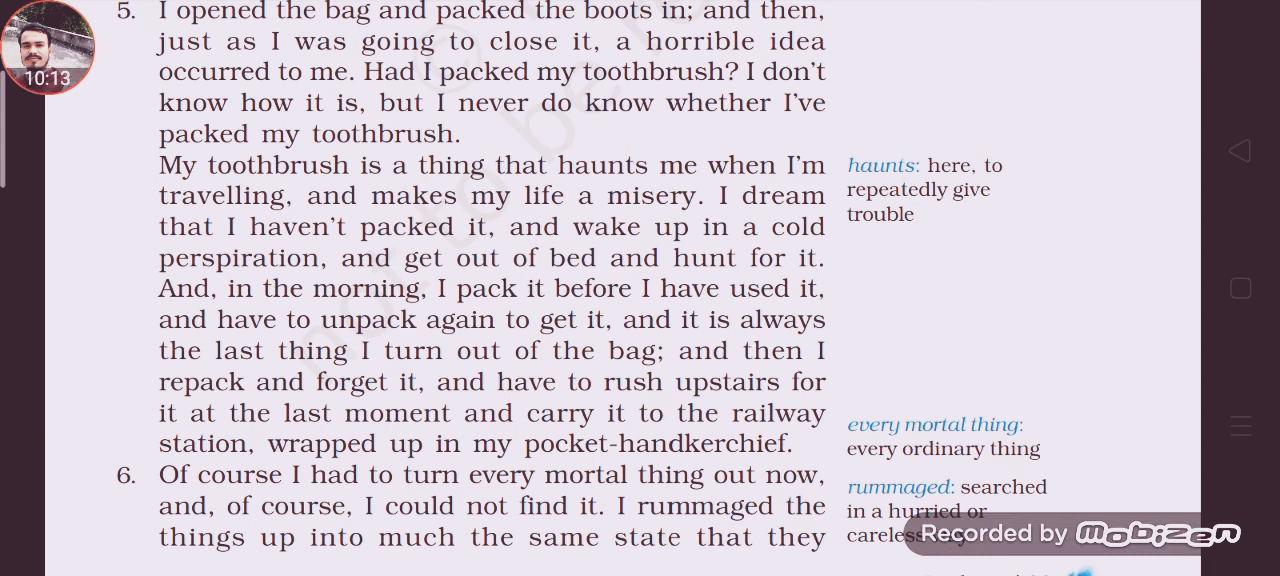 5. I opened the bag and packed the boots in; and then,
just as I was going to close it, a horrible idea
occurred to me. Had I packed my toothbrush? I don't
know how it is, but I never do know whether I've
packed my toothbrush.
My toothbrush is a thing that haunts me when I'm
travelling, and makes my life a misery. I dream
that I haven't packed it, and wake up in a cold
perspiration, and get out of bed and hunt for it.
And, in the morning, I pack it before I have used it,
and have to unpack again to get it, and it is always
the last thing I turn out of the bag; and then I
repack and forget it, and have to rush upstairs for
it at the last moment and carry it to the railway
station, wrapped up in my pocket-handkerchief.
6. Of course I had to turn every mortal thing out now,
and, of course, I could not find it. I rummaged the
things up into much the same state that they
haunts: here, to
repeatedly give
trouble
every mortal thing:
every ordinary thing
rummaged: searched
in a hurried or
10:13
Recorded by mobizen
not to be re
©